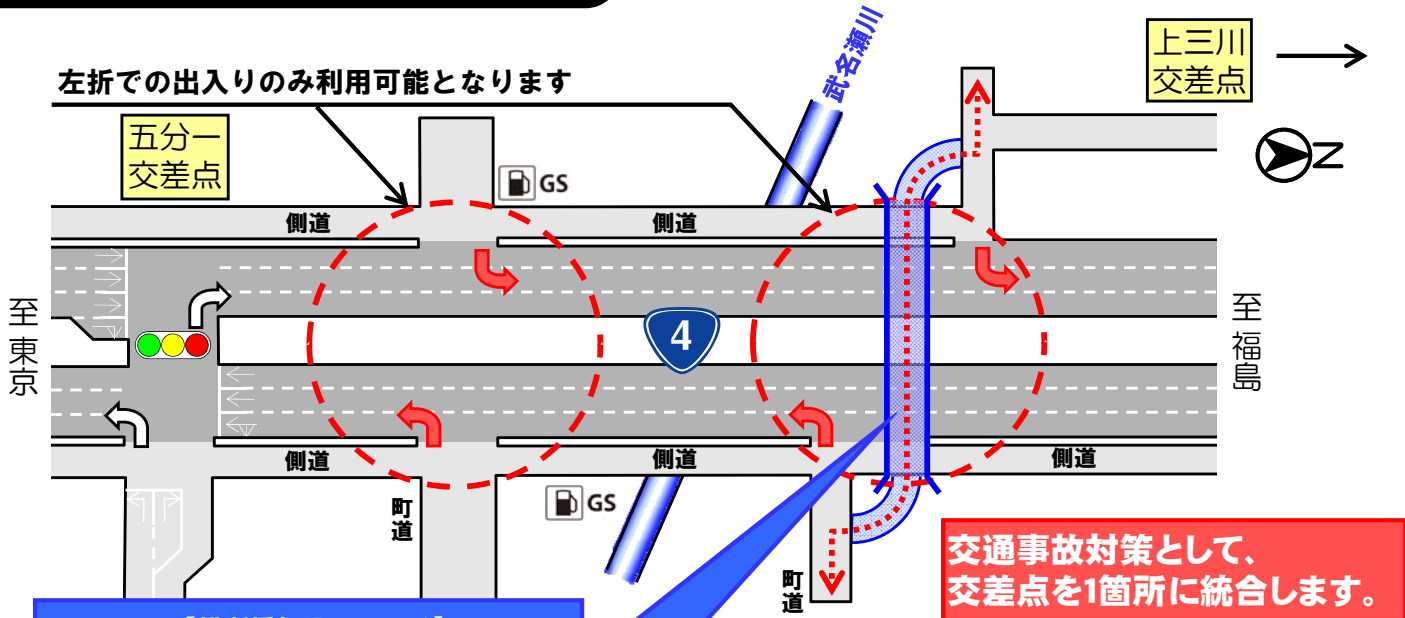 左折での出入りのみ利用可能となります
武名瀬川
上三川
交差点
五分一
交差点
N
GS
側道
側道
至東京
4
至福島
側道
側道
側道
GS
町道
町道
交通事故対策として、
交差点を1箇所に統合します。